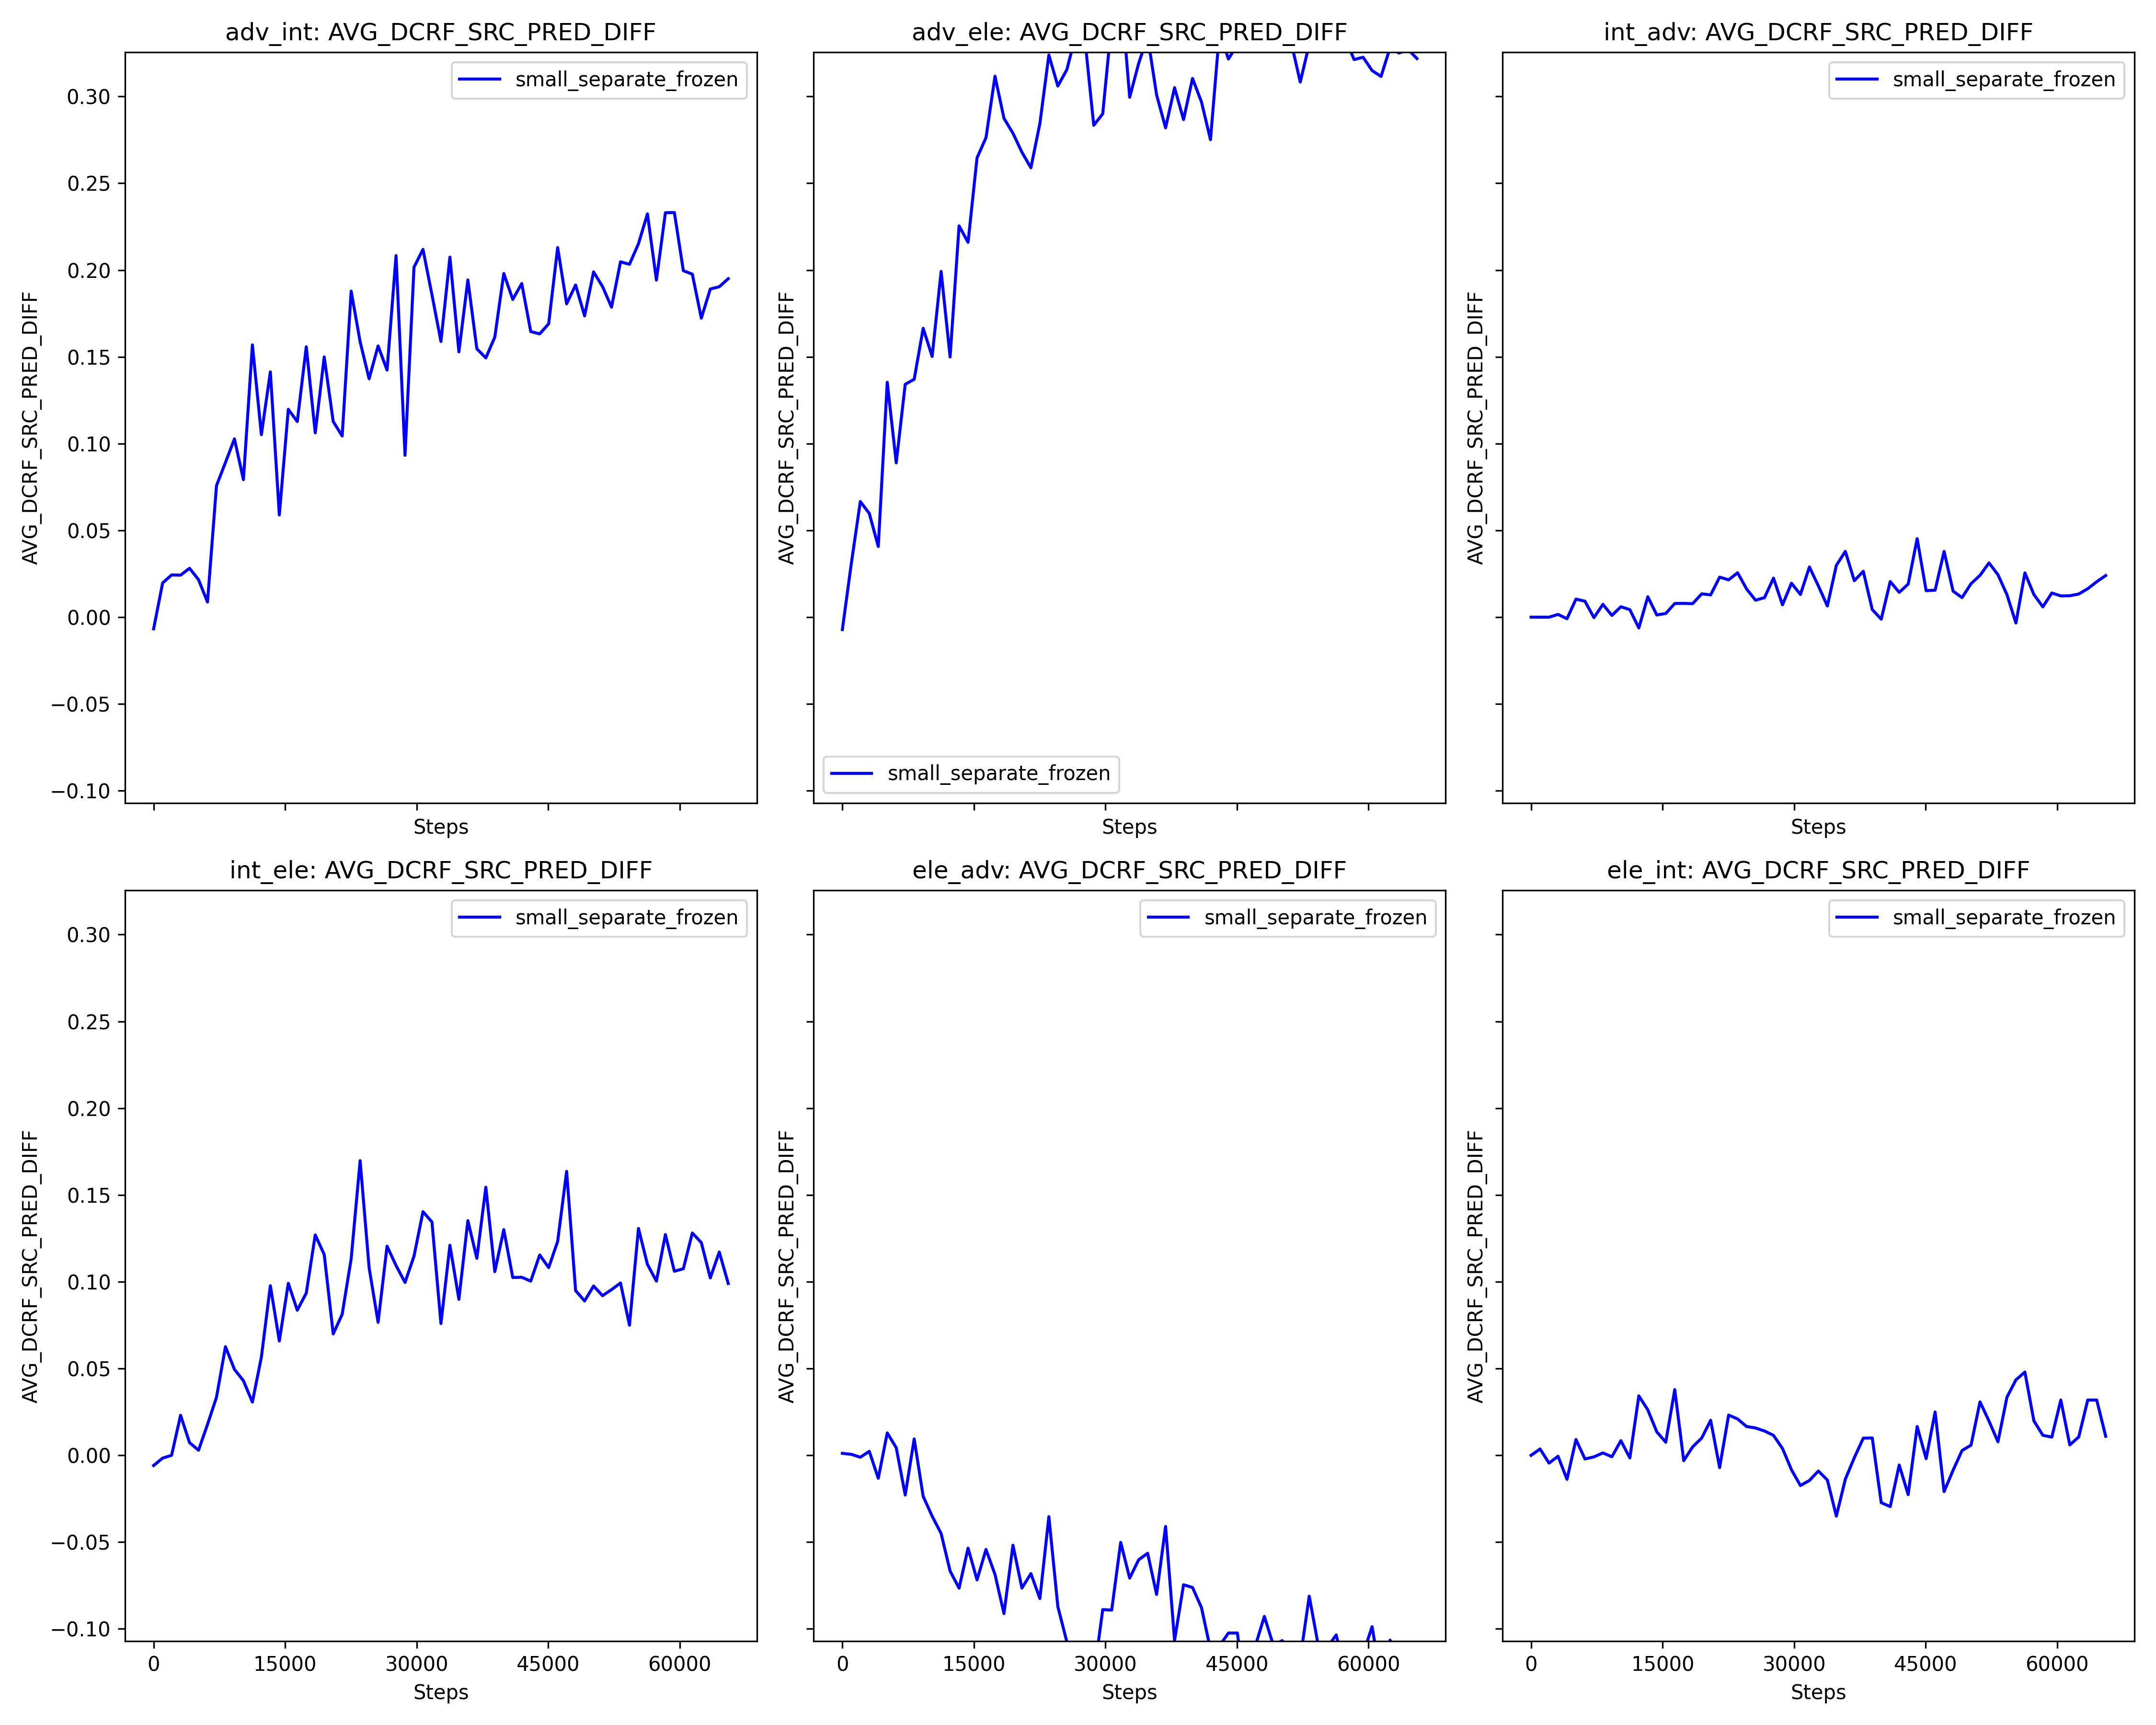 adv_int: AVG_DCRF_SRC_PRED_DIFF
adv_ele: AVG_DCRF_SRC_PRED_DIFF
int_adv: AVG_DCRF_SRC_PRED_DIFF
small_separate_frozen
small_separate_frozen
small_separate_frozen
AVG_DCRF_SRC_PRED_DIFF
AVG_DCRF_SRC_PRED_DIFF
AVG_DCRF_SRC_PRED_DIFF
0.30
0.25
0.20
0.15
0.10
0.05
0.00
−0.05
−0.10
Steps
Steps
Steps
int_ele: AVG_DCRF_SRC_PRED_DIFF
ele_adv: AVG_DCRF_SRC_PRED_DIFF
ele_int: AVG_DCRF_SRC_PRED_DIFF
small_separate_frozen
small_separate_frozen
small_separate_frozen
AVG_DCRF_SRC_PRED_DIFF
AVG_DCRF_SRC_PRED_DIFF
AVG_DCRF_SRC_PRED_DIFF
0.30
0.25
0.20
0.15
0.10
0.05
0.00
−0.05
−0.10
0 15000 30000 45000 60000
0 15000 30000 45000 60000
0 15000 30000 45000 60000
Steps
Steps
Steps